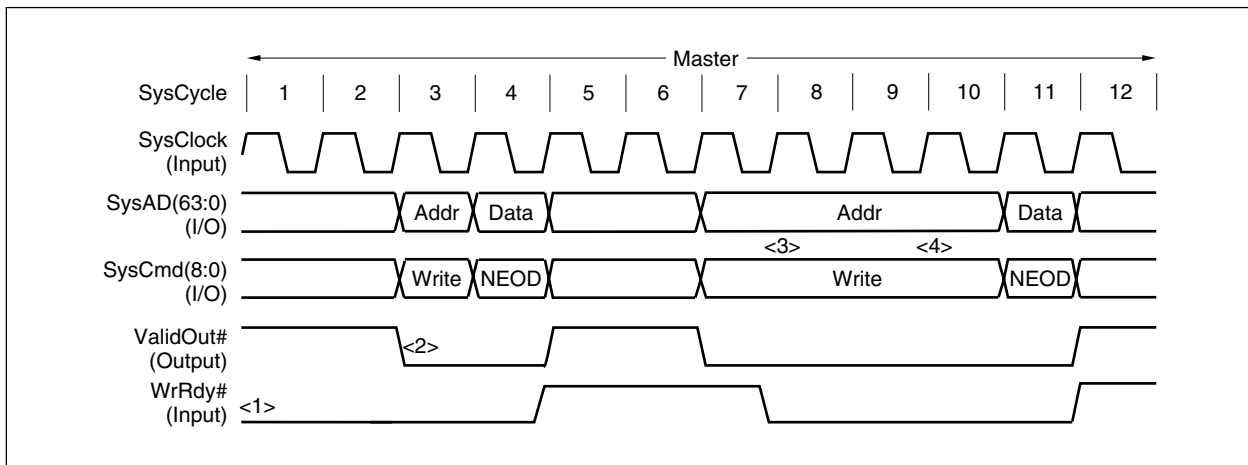 Master
SysCycle 1 2 3 4 5 6 7 8 9 10 11 12
SysClock
(Input)
SysAD(63:0)
(I/O)
Addr Data Addr Data
<3> <4>
SysCmd(8:0)
(I/O)
Write NEOD Write NEOD
ValidOut#
(Output)
<2>
WrRdy#
(Input)
<1>